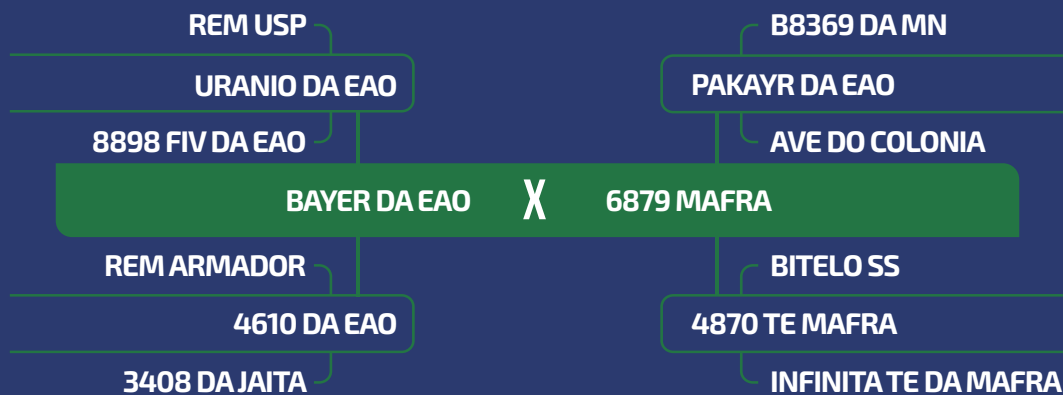 REM USP
B8369 DA MN
URANIO DA EAO
PAKAYR DA EAO
8898 FIV DA EAO
AVE DO COLONIA
BAYER DA EAO X 6879 MAFRA
REM ARMADOR
BITELO SS
4610 DA EAO
4870 TE MAFRA
3408 DA JAITA
INFINITA TE DA MAFRA